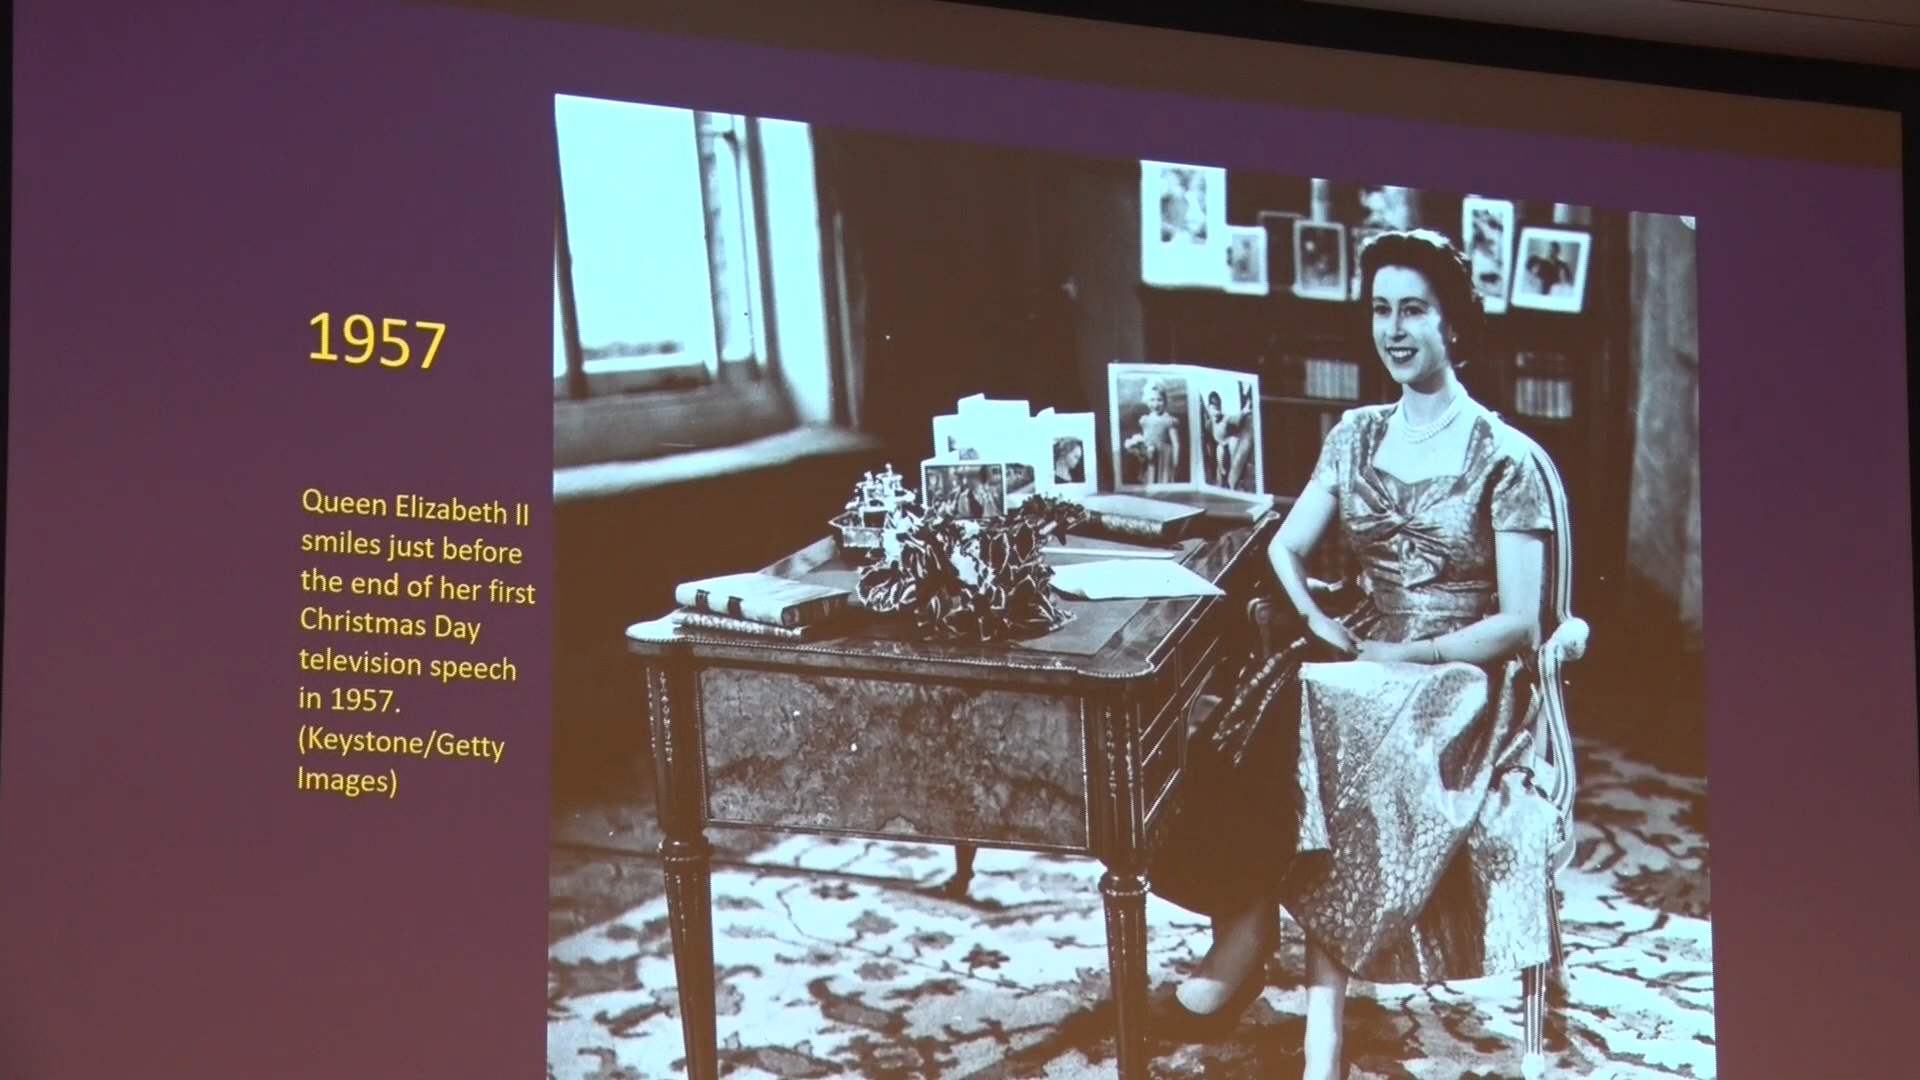 1957
Queen Elizabeth II
smiles just before
the end of her first
Christmas Day
television speech
in 1957.
(Keystone/Getty
Images)